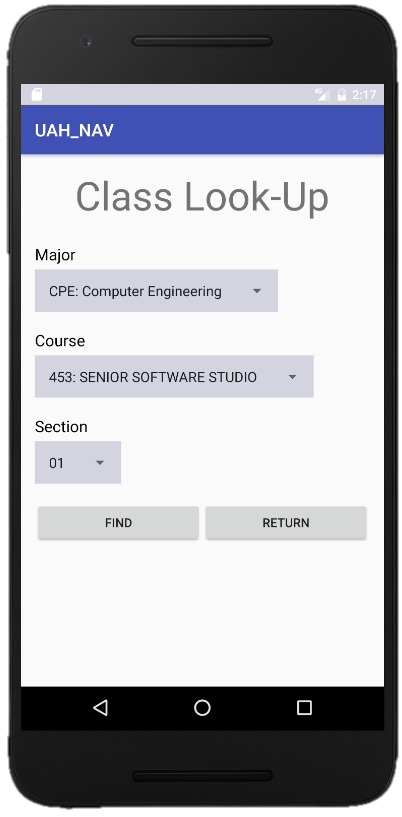 4G 2:17
UAH_NAV
Class Look-Up
Major
CPE: Computer Engineering
Course
453: SENIOR SOFTWARE STUDIO
Section
01
FIND RETURN